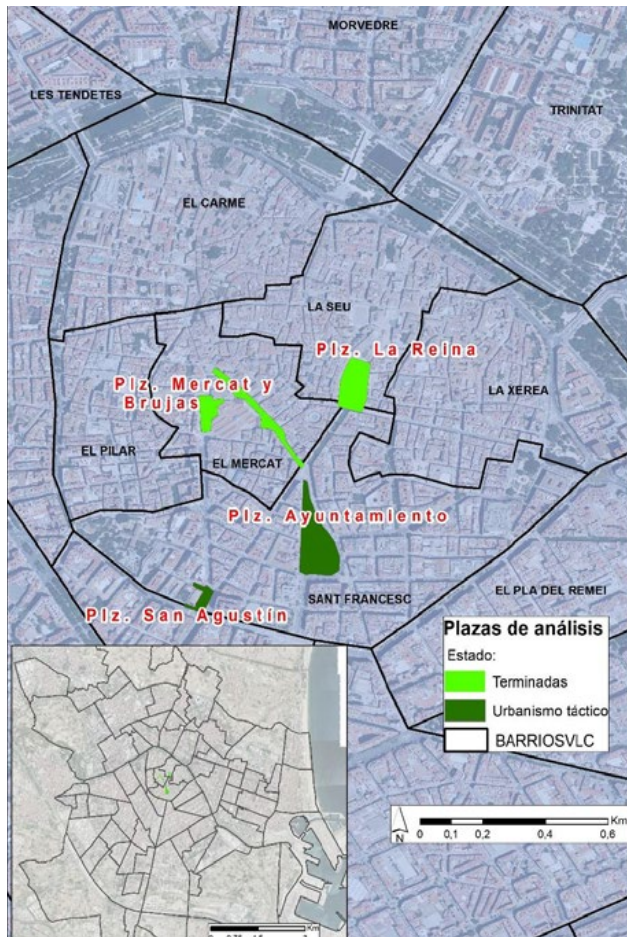 MORVEDRE
LES TENDETES
TRINITAT
EL CARME
LA SEU
Plz. La Reina
Plz. Mercat y
Brujas
LA XEREA
EL PILAR
EL MERCAT
Plz. Ayuntamiento
EL PLA DEL REMEI
SANT FRANCESC
Plz. San Agustín
Plazas de análisis
Estado:
Terminadas
Urbanismo táctico
BARRIOSVLC
Km
0 0,1 0,2 0,4 0,6
N
Km